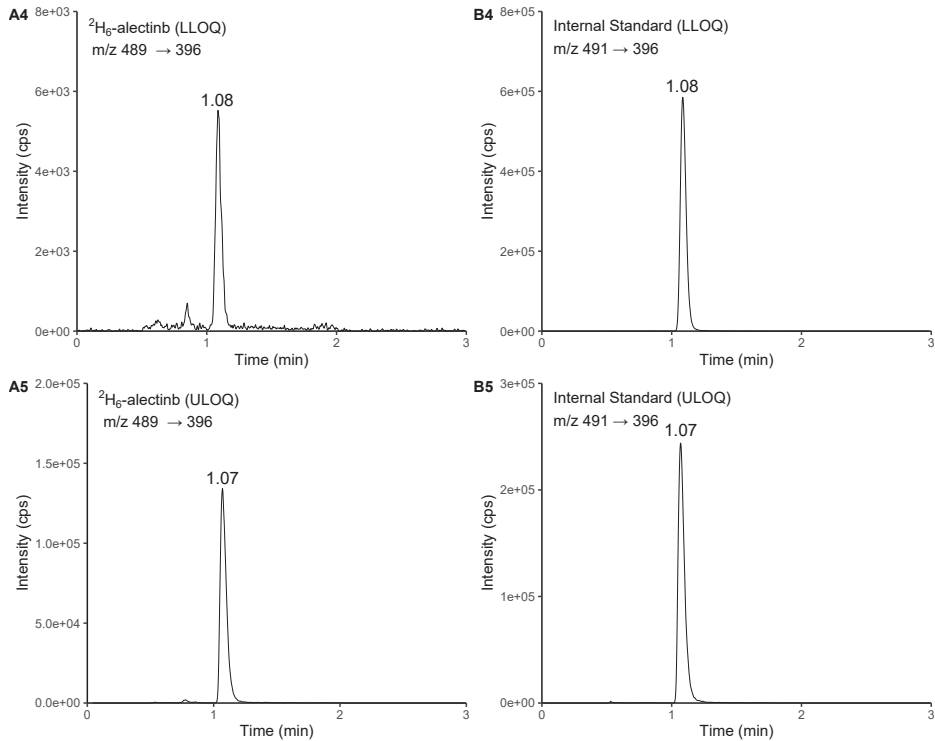 A4
²H₆-alectinb (LLOQ)
m/z 489 → 396
1.08
8e+03
6e+03
4e+03
2e+03
0e+00
Intensity (cps)
0 1 2 3
Time (min)
B4
Internal Standard (LLOQ)
m/z 491 → 396
1.08
8e+05
6e+05
4e+05
2e+05
0e+00
Intensity (cps)
0 1 2 3
Time (min)
A5
²H₆-alectinb (ULOQ)
m/z 489 → 396
1.07
2.0e+05
1.5e+05
1.0e+05
5.0e+04
0.0e+00
Intensity (cps)
0 1 2 3
Time (min)
B5
Internal Standard (ULOQ)
m/z 491 → 396
1.07
3e+05
2e+05
1e+05
0e+00
Intensity (cps)
0 1 2 3
Time (min)